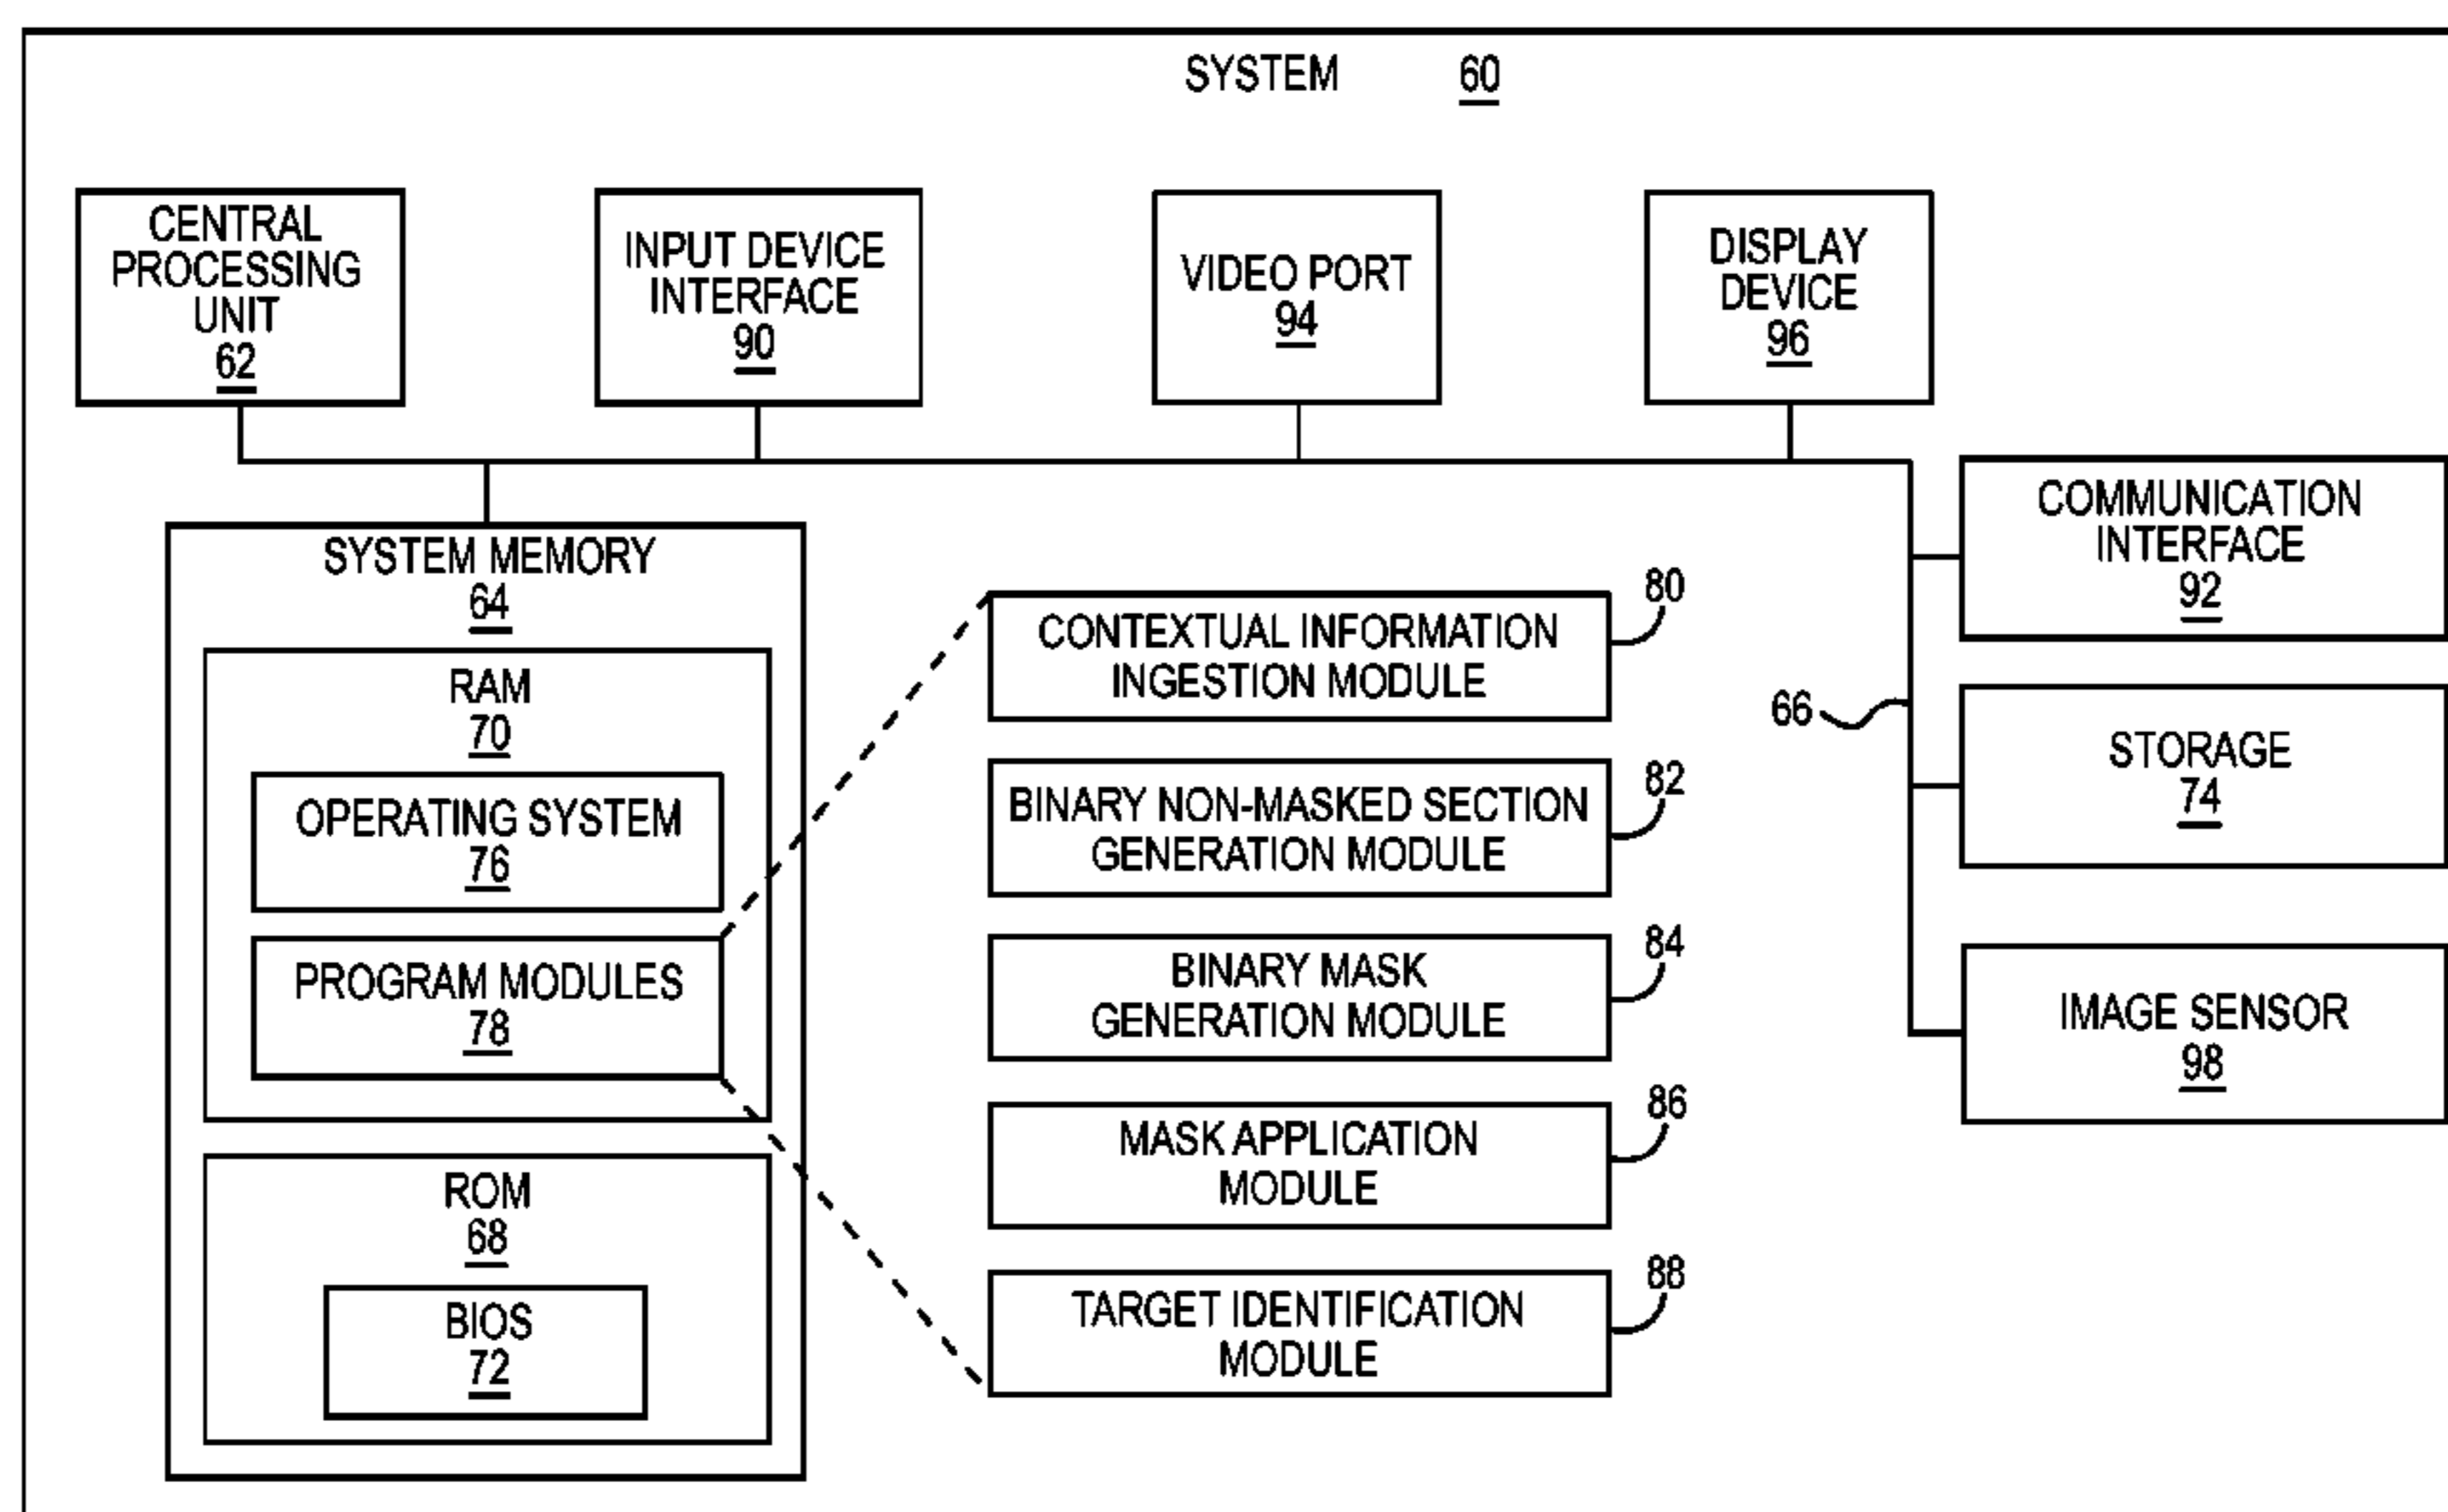 SYSTEM 60
CENTRAL
PROCESSING
UNIT
62
INPUT DEVICE
INTERFACE
90
VIDEO PORT
94
DISPLAY
DEVICE
96
SYSTEM MEMORY
64
RAM
70
OPERATING SYSTEM
76
PROGRAM MODULES
78
ROM
68
BIOS
72
CONTEXTUAL INFORMATION
INGESTION MODULE
80
BINARY NON-MASKED SECTION
GENERATION MODULE
82
BINARY MASK
GENERATION MODULE
84
MASK APPLICATION
MODULE
86
TARGET IDENTIFICATION
MODULE
88
66
COMMUNICATION
INTERFACE
92
STORAGE
74
IMAGE SENSOR
98